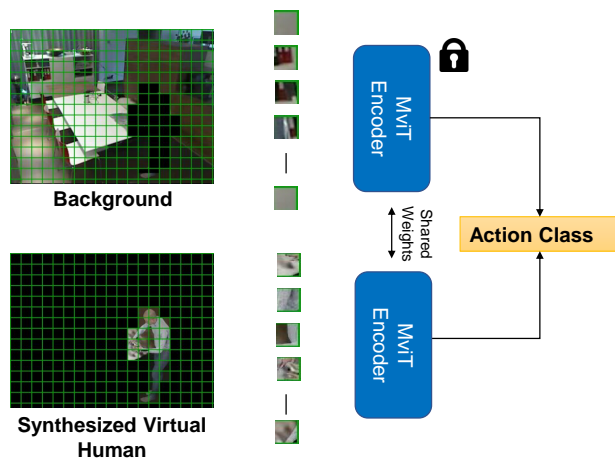 MviT
Encoder
Background
Shared
Weights
Action Class
MviT
Encoder
Synthesized Virtual
Human